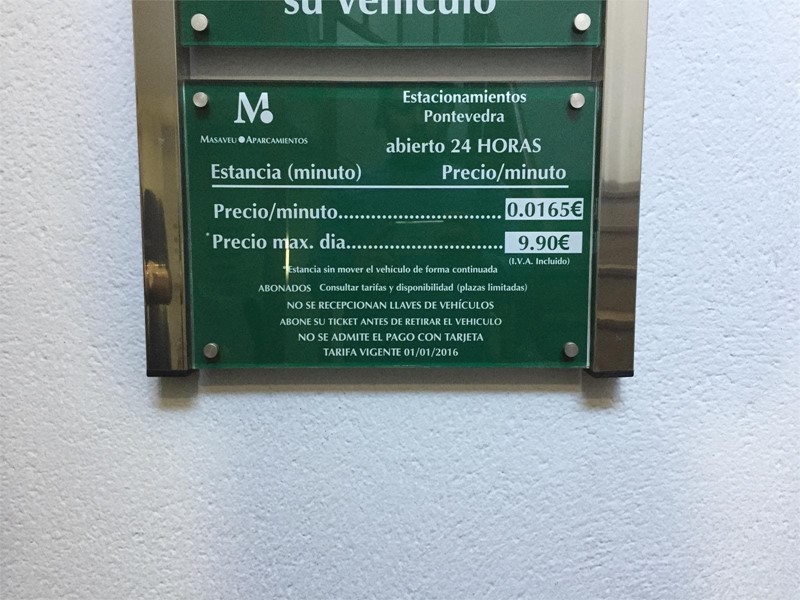 su vehículo
M
MASAVEU APARCAMIENTOS
Estacionamientos
Pontevedra
abierto 24 HORAS
Estancia (minuto) Precio/minuto
Precio/minuto.............................. 0.0165€
*Precio max. dia............................ 9.90€
(I.V.A. Incluido)
*Estancia sin mover el vehículo de forma continuada
ABONADOS Consultar tarifas y disponibilidad (plazas limitadas)
NO SE RECEPCIONAN LLAVES DE VEHÍCULOS
ABONE SU TICKET ANTES DE RETIRAR EL VEHICULO
NO SE ADMITE EL PAGO CON TARJETA
TARIFA VIGENTE 01/01/2016